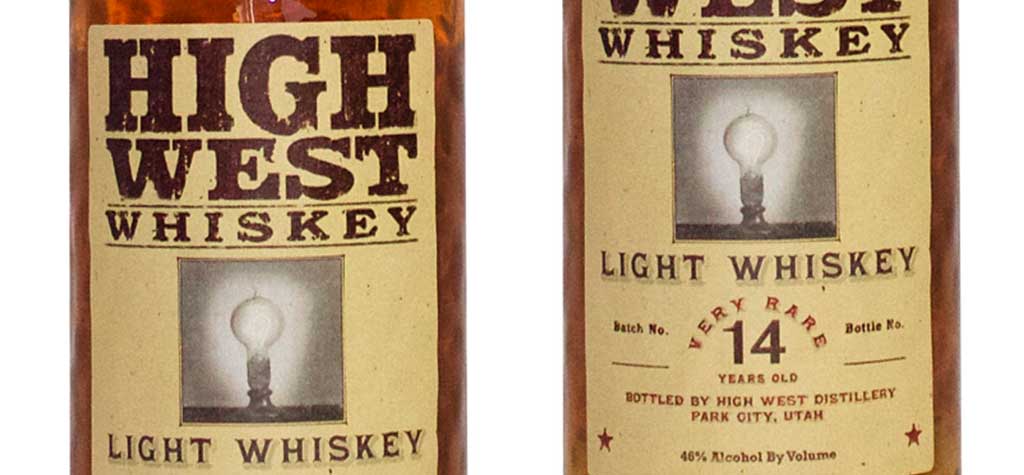 HIGH
WEST
WHISKEY
LIGHT WHISKEY
WEST
WHISKEY
LIGHT WHISKEY
VERY RARE
Batch No.
14
Bottle No.
YEARS OLD
BOTTLED BY HIGH WEST DISTILLERY
PARK CITY, UTAH
46% Alcohol By Volume